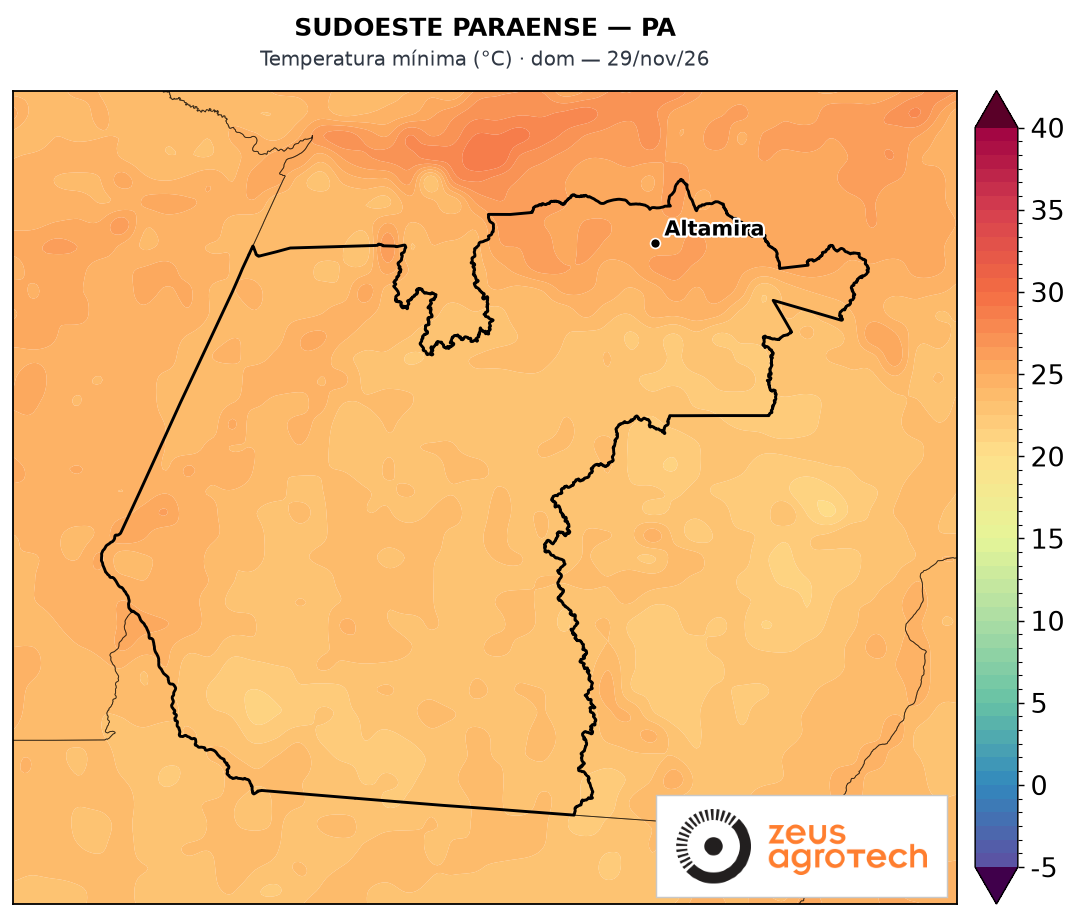 SUDOESTE PARAENSE — PA
Temperatura mínima (°C) · dom — 29/nov/26
Altamira
40
35
30
25
20
15
10
5
0
-5
zeus
agrotech